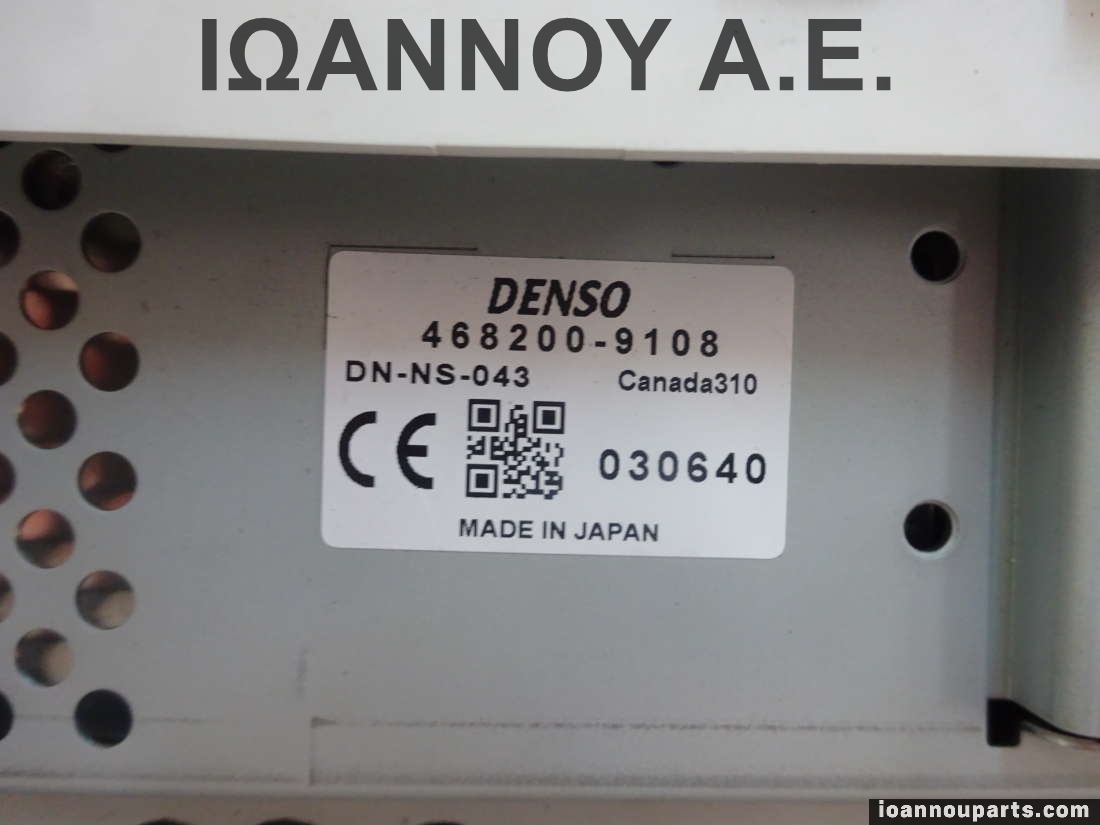 ΙΩΑΝΝΟΥ Α.Ε.
DENSO
468200-9108
DN-NS-043 Canada310
CE 030640
MADE IN JAPAN
ioannouparts.com